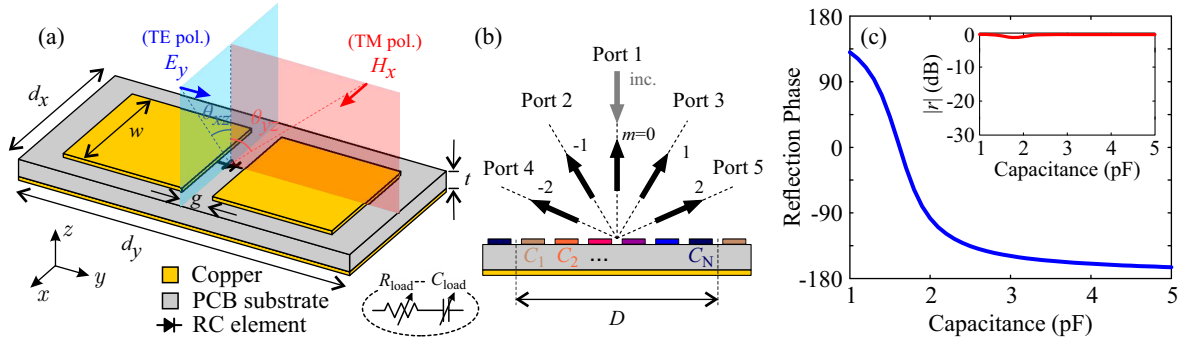 (a)
(TE pol.)
E_y
(TM pol.)
H_x
d_x
w
θ_xz
θ_yz
t
g
d_y
z
y
x
Copper
PCB substrate
RC element
R_load C_load
(b)
Port 1
inc.
Port 2
Port 3
m=0
-1
1
Port 4
Port 5
-2
2
C_1 C_2 ... C_N
D
(c)
180
90
0
-90
-180
Reflection Phase
1 2 3 4 5
Capacitance (pF)
0
-10
-20
-30
|r| (dB)
1 2 3 4 5
Capacitance (pF)